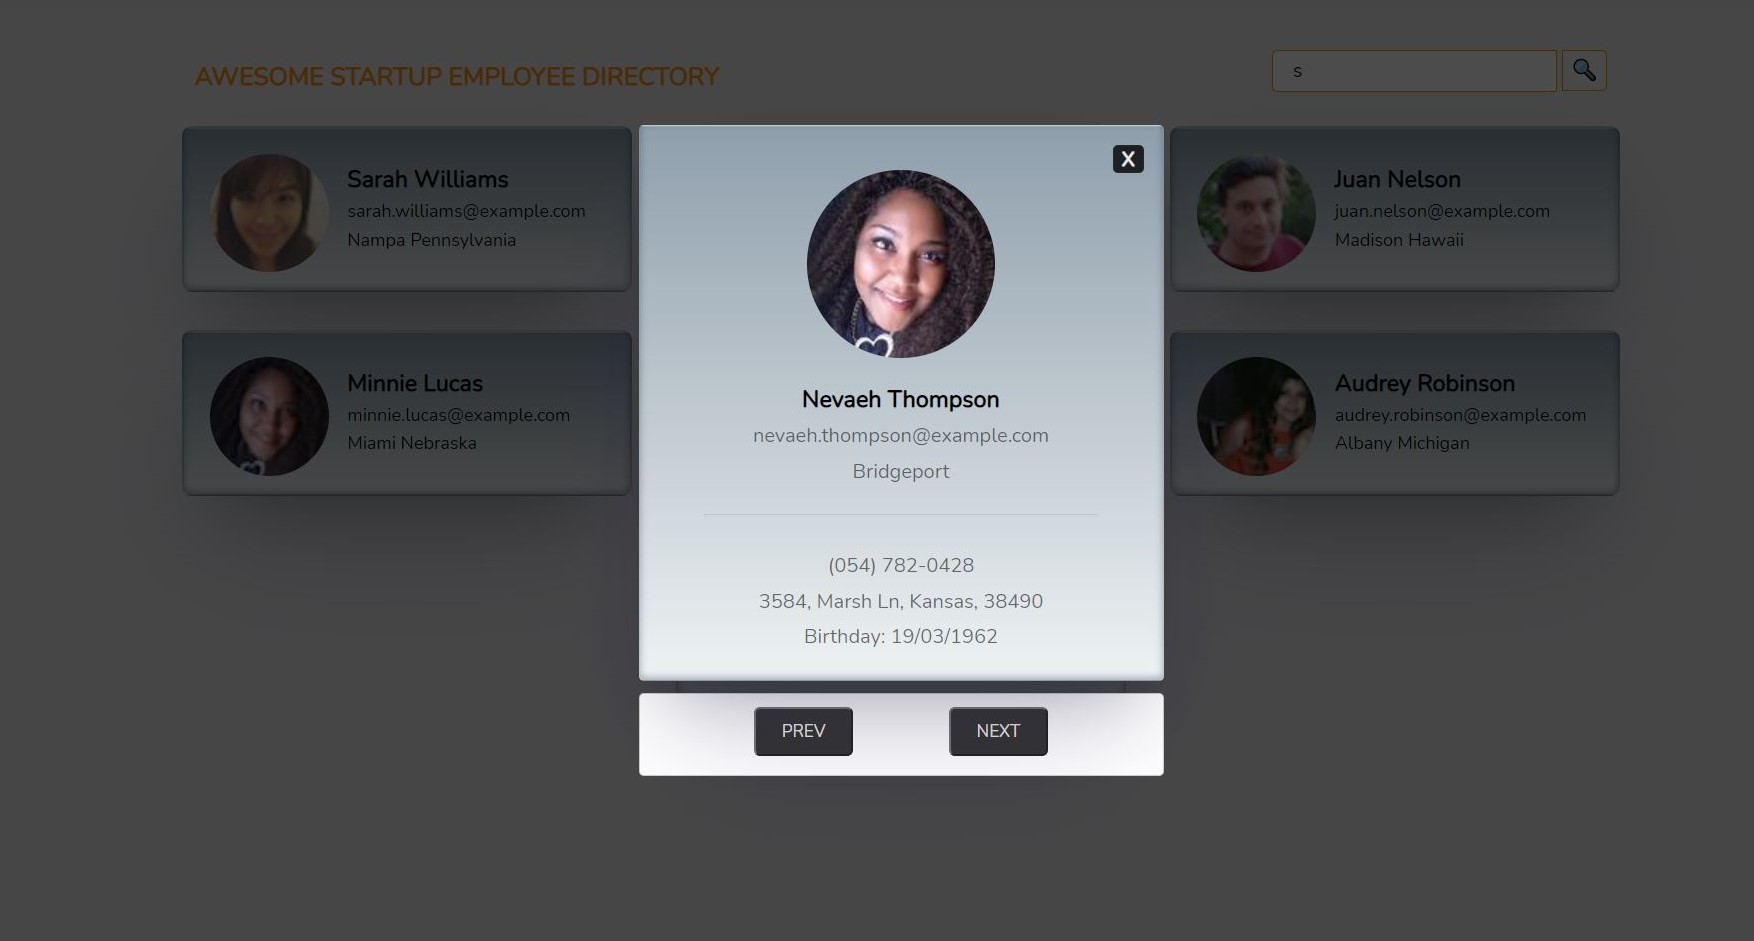 AWESOME STARTUP EMPLOYEE DIRECTORY
s
Sarah Williams
sarah.williams@example.com
Nampa Pennsylvania
Minnie Lucas
minnie.lucas@example.com
Miami Nebraska
X
Nevaeh Thompson
nevaeh.thompson@example.com
Bridgeport
(054) 782-0428
3584, Marsh Ln, Kansas, 38490
Birthday: 19/03/1962
PREV
NEXT
Juan Nelson
juan.nelson@example.com
Madison Hawaii
Audrey Robinson
audrey.robinson@example.com
Albany Michigan